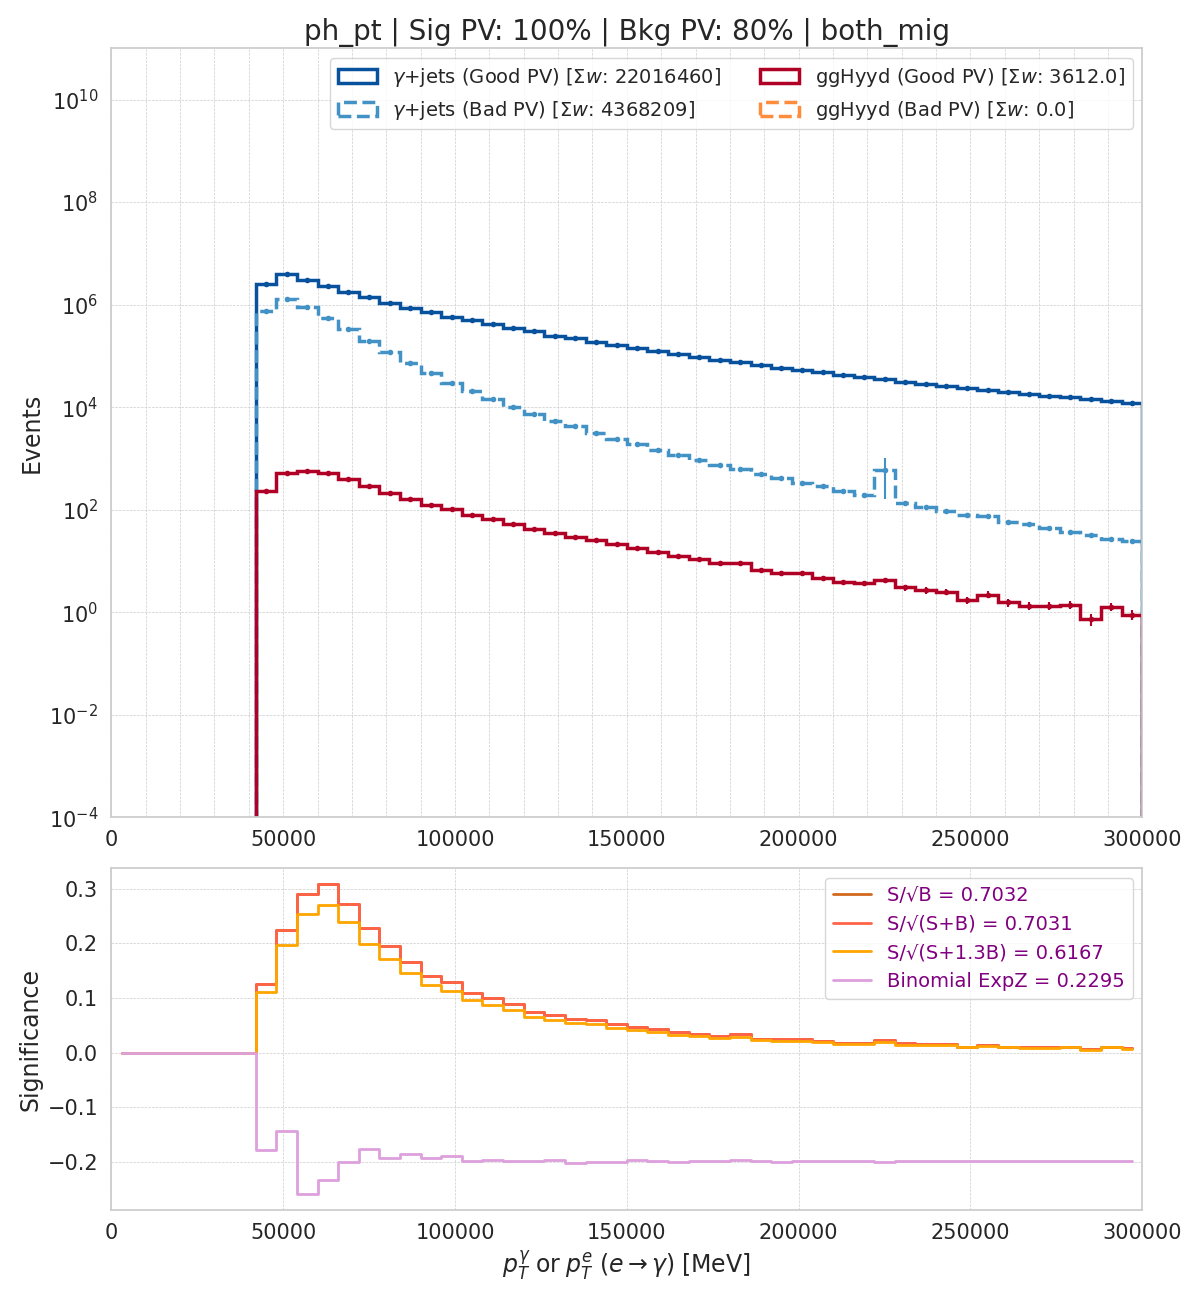 ph_pt | Sig PV: 100% | Bkg PV: 80% | both_mig
γ+jets (Good PV) [Σw: 22016460]
γ+jets (Bad PV) [Σw: 4368209]
ggHyyd (Good PV) [Σw: 3612.0]
ggHyyd (Bad PV) [Σw: 0.0]
Events
10^10
10^8
10^6
10^4
10^2
10^0
10^−2
10^−4
0 50000 100000 150000 200000 250000 300000
Significance
0.3
0.2
0.1
0.0
−0.1
−0.2
S/√B = 0.7032
S/√(S+B) = 0.7031
S/√(S+1.3B) = 0.6167
Binomial ExpZ = 0.2295
0 50000 100000 150000 200000 250000 300000
p_T^γ or p_T^e (e→γ) [MeV]